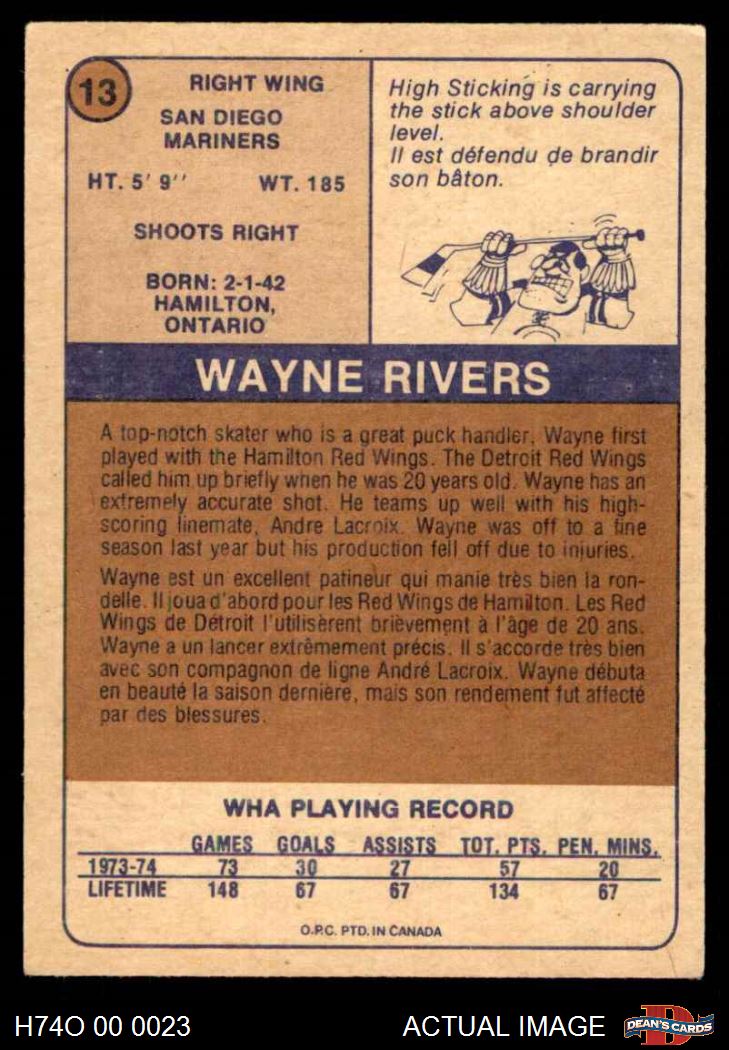 13
RIGHT WING
SAN DIEGO
MARINERS
HT. 5' 9''   WT. 185
SHOOTS RIGHT
BORN: 2-1-42
HAMILTON,
ONTARIO
High Sticking is carrying
the stick above shoulder
level.
Il est défendu de brandir
son bâton.
WAYNE RIVERS
A top-notch skater who is a great puck handler, Wayne first
played with the Hamilton Red Wings. The Detroit Red Wings
called him up briefly when he was 20 years old. Wayne has an
extremely accurate shot. He teams up well with his high-
scoring linemate, Andre Lacroix. Wayne was off to a fine
season last year but his production fell off due to injuries.
Wayne est un excellent patineur qui manie très bien la ron-
delle. Il joua d'abord pour les Red Wings de Hamilton. Les Red
Wings de Détroit l'utilisèrent brièvement à l'âge de 20 ans.
Wayne a un lancer extrêmement précis. Il s'accorde très bien
avec son compagnon de ligne André Lacroix. Wayne débuta
en beauté la saison dernière, mais son rendement fut affecté
par des blessures.
WHA PLAYING RECORD
GAMES GOALS ASSISTS TOT. PTS. PEN. MINS.
1973-74 73 30 27 57 20
LIFETIME 148 67 67 134 67
O.P.C. PTD. IN CANADA
H74O 00 0023
ACTUAL IMAGE
D
DEAN'S CARDS